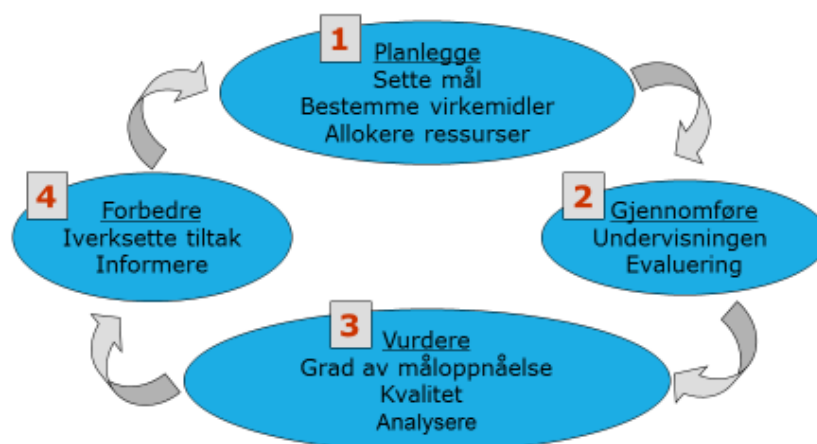 1
Planlegge
Sette mål
Bestemme virkemidler
Allokere ressurser
2
Gjennomføre
Undervisningen
Evaluering
3
Vurdere
Grad av måloppnåelse
Kvalitet
Analysere
4
Forbedre
Iverksette tiltak
Informere